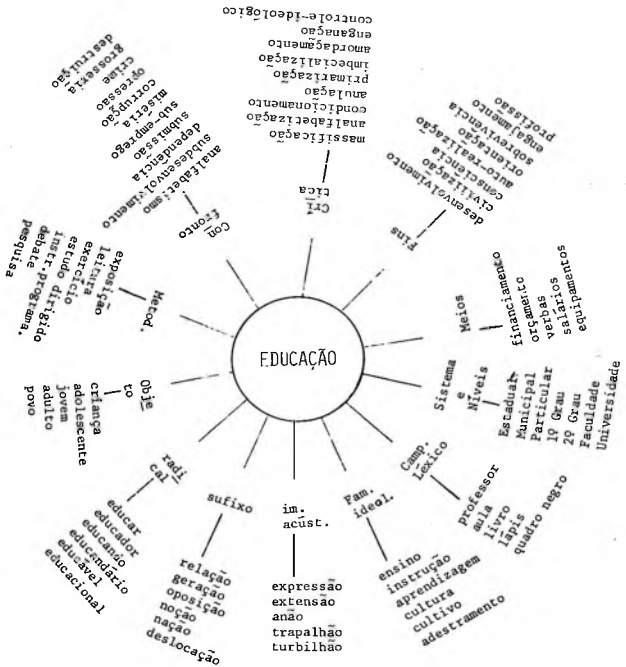 EDUCAÇÃO
Crí
tica
massificação
analfabetização
condicionamento
anulação
primarização
imbecialização
amordaçamento
enganação
controle-ideológico
Fins
desenvolvimento
civilização
consciência
auto-realização
orientação
sobrevivência
engajamento
profissão
Meios
financiamento
orçamento
verbas
salários
equipamentos
Sistema
e
Níveis
Estadual
Municipal
Particular
1º Grau
2º Grau
Faculdade
Universidade
Camp.
Léxico
professor
aula
livro
lápis
quadro negro
Fam.
ideol.
ensino
instrução
aprendizagem
cultura
cultivo
adestramento
im.
acúst.
expressão
extensão
anão
trapalhão
turbilhão
sufixo
relação
geração
oposição
noção
nação
deslocação
radi
cal
educar
educador
educando
educandário
educável
educacional
Obje
to
criança
adolescente
jovem
adulto
povo
Metod.
exposição
leitura
exercício
estudo dirigido
instr.programa.
debate
pesquisa
Con
fronto
analfabetismo
subdesenvolvimento
dependência
submissão
sub-emprego
miséria
corrupção
opressão
crime
grosseria
destruição